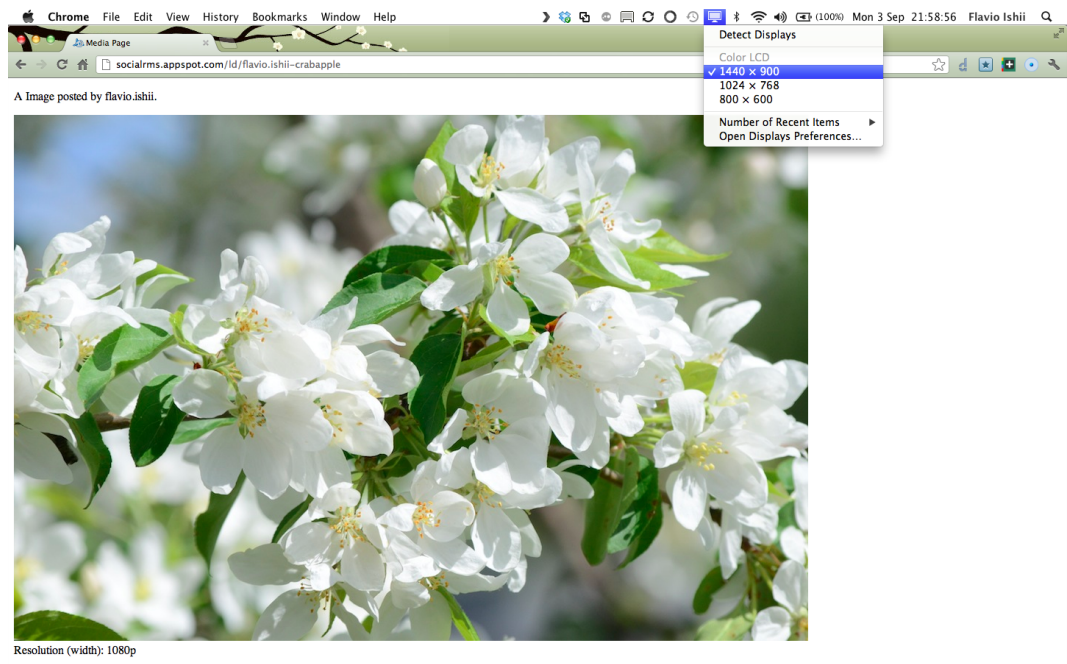 Chrome File Edit View History Bookmarks Window Help (100%) Mon 3 Sep 21:58:56 Flavio Ishii
Media Page
socialrms.appspot.com/ld/flavio.ishii-crabapple
Detect Displays
Color LCD
1440 × 900
1024 × 768
800 × 600
Number of Recent Items
Open Displays Preferences...
A Image posted by flavio.ishii.
Resolution (width): 1080p